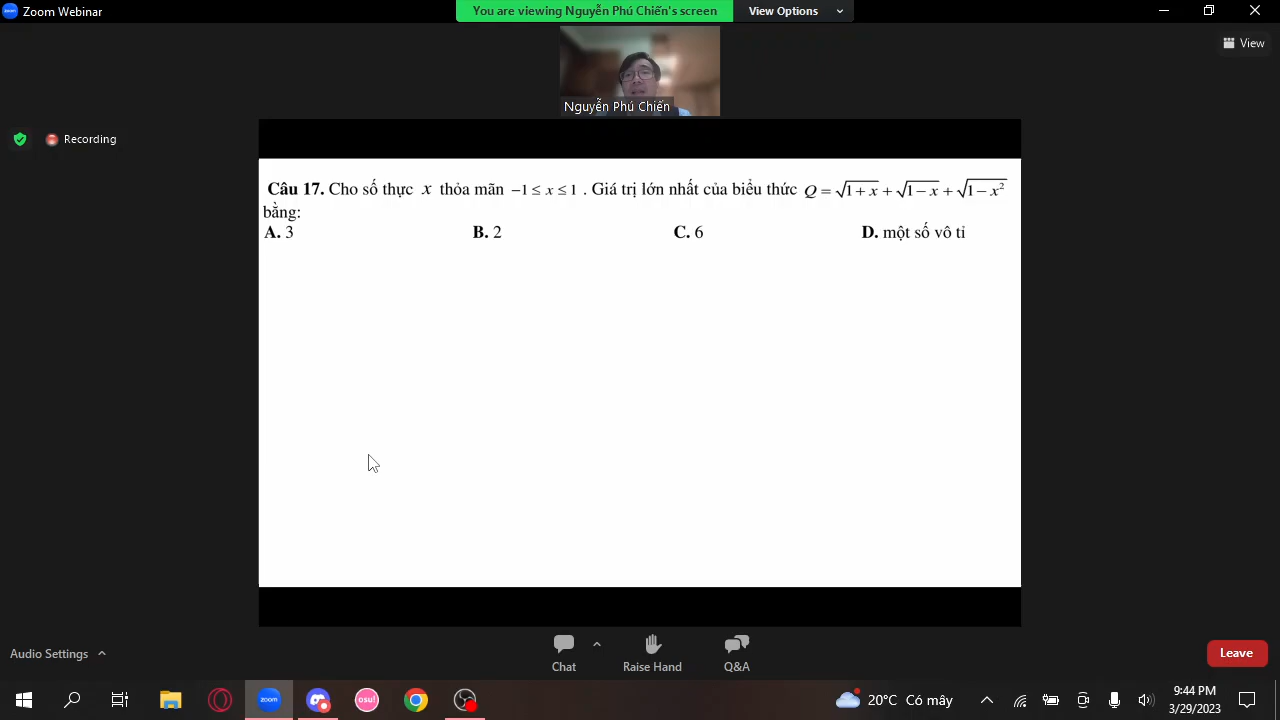 Zoom Webinar
You are viewing Nguyễn Phú Chiến's screen View Options
View
Nguyễn Phú Chiến
Recording
Câu 17. Cho số thực x thỏa mãn −1 ≤ x ≤ 1 . Giá trị lớn nhất của biểu thức Q = √1+x + √1−x + √1−x²
bằng:
A. 3 B. 2 C. 6 D. một số vô tỉ
Audio Settings
Chat
Raise Hand
Q&A
Leave
zoom
osu!
20°C Có mây
9:44 PM
3/29/2023